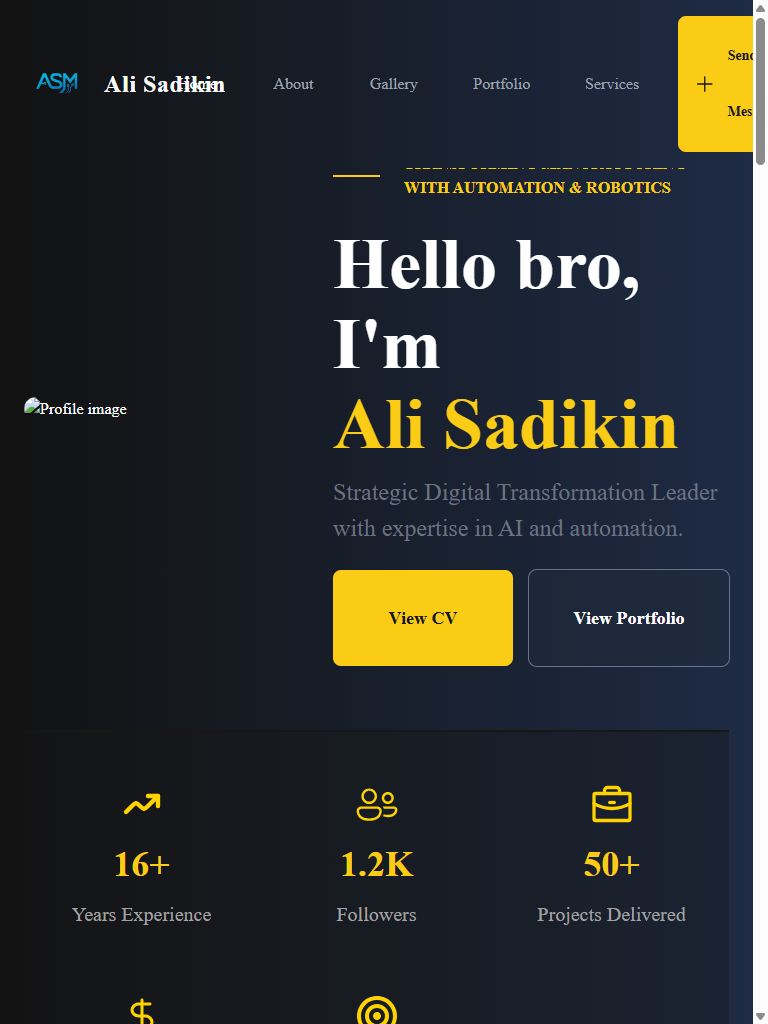 ASM
Ali Sadikin
Home
About
Gallery
Portfolio
Services
Send
Mes
WITH AUTOMATION & ROBOTICS
Hello bro,
I'm
Ali Sadikin
Profile image
Strategic Digital Transformation Leader
with expertise in AI and automation.
View CV
View Portfolio
16+
1.2K
50+
Years Experience
Followers
Projects Delivered